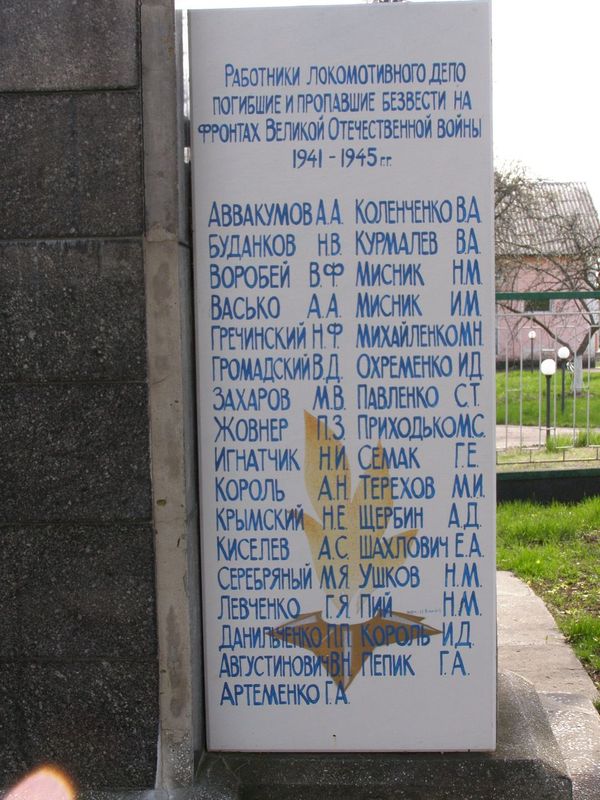 РАБОТНИКИ ЛОКОМОТИВНОГО ДЕПО
ПОГИБШИЕ И ПРОПАВШИЕ БЕЗВЕСТИ НА
ФРОНТАХ ВЕЛИКОЙ ОТЕЧЕСТВЕННОЙ ВОЙНЫ
1941 - 1945 г.г.
АВВАКУМОВ А.А. КОЛЕНЧЕНКО В.А.
БУДАНКОВ Н.В. КУРМАЛЕВ В.А.
ВОРОБЕЙ В.Ф. МИСНИК Н.М.
ВАСЬКО А.А. МИСНИК И.М.
ГРЕЧИНСКИЙ Н.Ф. МИХАЙЛЕНКО М.Н.
ГРОМАДСКИЙ В.Д. ОХРЕМЕНКО И.Д.
ЗАХАРОВ М.В. ПАВЛЕНКО С.Т.
ЖОВНЕР П.З. ПРИХОДЬКО М.С.
ИГНАТЧИК Н.И. СЕМАК Г.Е.
КОРОЛЬ А.Н. ТЕРЕХОВ М.И.
КРЫМСКИЙ Н.Е. ЩЕРБИН А.Д.
КИСЕЛЕВ А.С. ШАХЛОВИЧ Е.А.
СЕРЕБРЯНЫЙ М.Я. УШКОВ Н.М.
ЛЕВЧЕНКО Г.Я. ПИЙ Н.М.
ДАНИЛЬЧЕНКО П.П. КОРОЛЬ И.Д.
АВГУСТИНОВИЧ В.Н. ПЕПИК Г.А.
АРТЕМЕНКО Г.А.